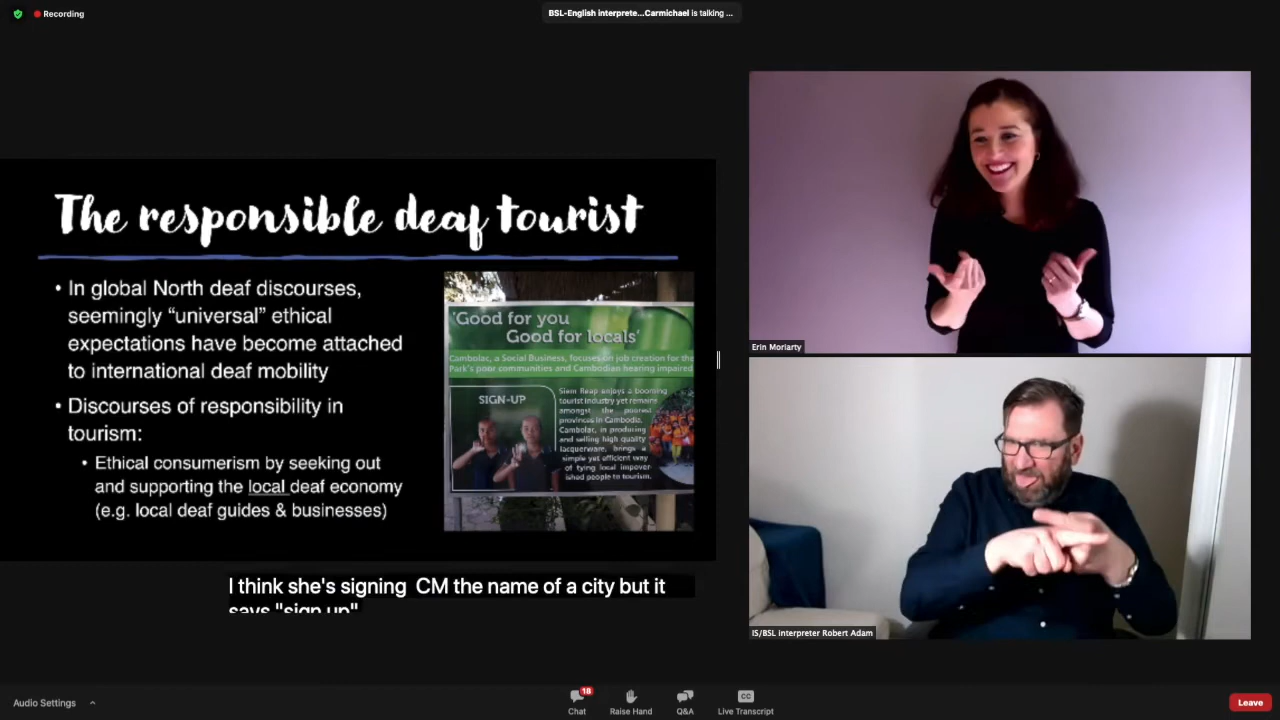 Recording
BSL-English interprete...Carmichael is talking ...
The responsible deaf tourist
• In global North deaf discourses,
seemingly “universal” ethical
expectations have become attached
to international deaf mobility
• Discourses of responsibility in
tourism:
• Ethical consumerism by seeking out
and supporting the local deaf economy
(e.g. local deaf guides & businesses)
'Good for you
Good for locals'
Cambolac, a Social Business, focuses on job creation for the
Park's poor communities and Cambodian hearing impaired
SIGN-UP
Siem Reap enjoys a booming
tourist industry yet remains
amongst the poorest
provinces in Cambodia.
Cambolac, in producing
and selling high quality
lacquerware, brings a
simple yet efficient way
of tying local impover-
ished people to tourism.
Erin Moriarty
IS/BSL interpreter Robert Adam
I think she's signing CM the name of a city but it
says "sign up"
Audio Settings
18
Chat
Raise Hand
Q&A
CC
Live Transcript
Leave